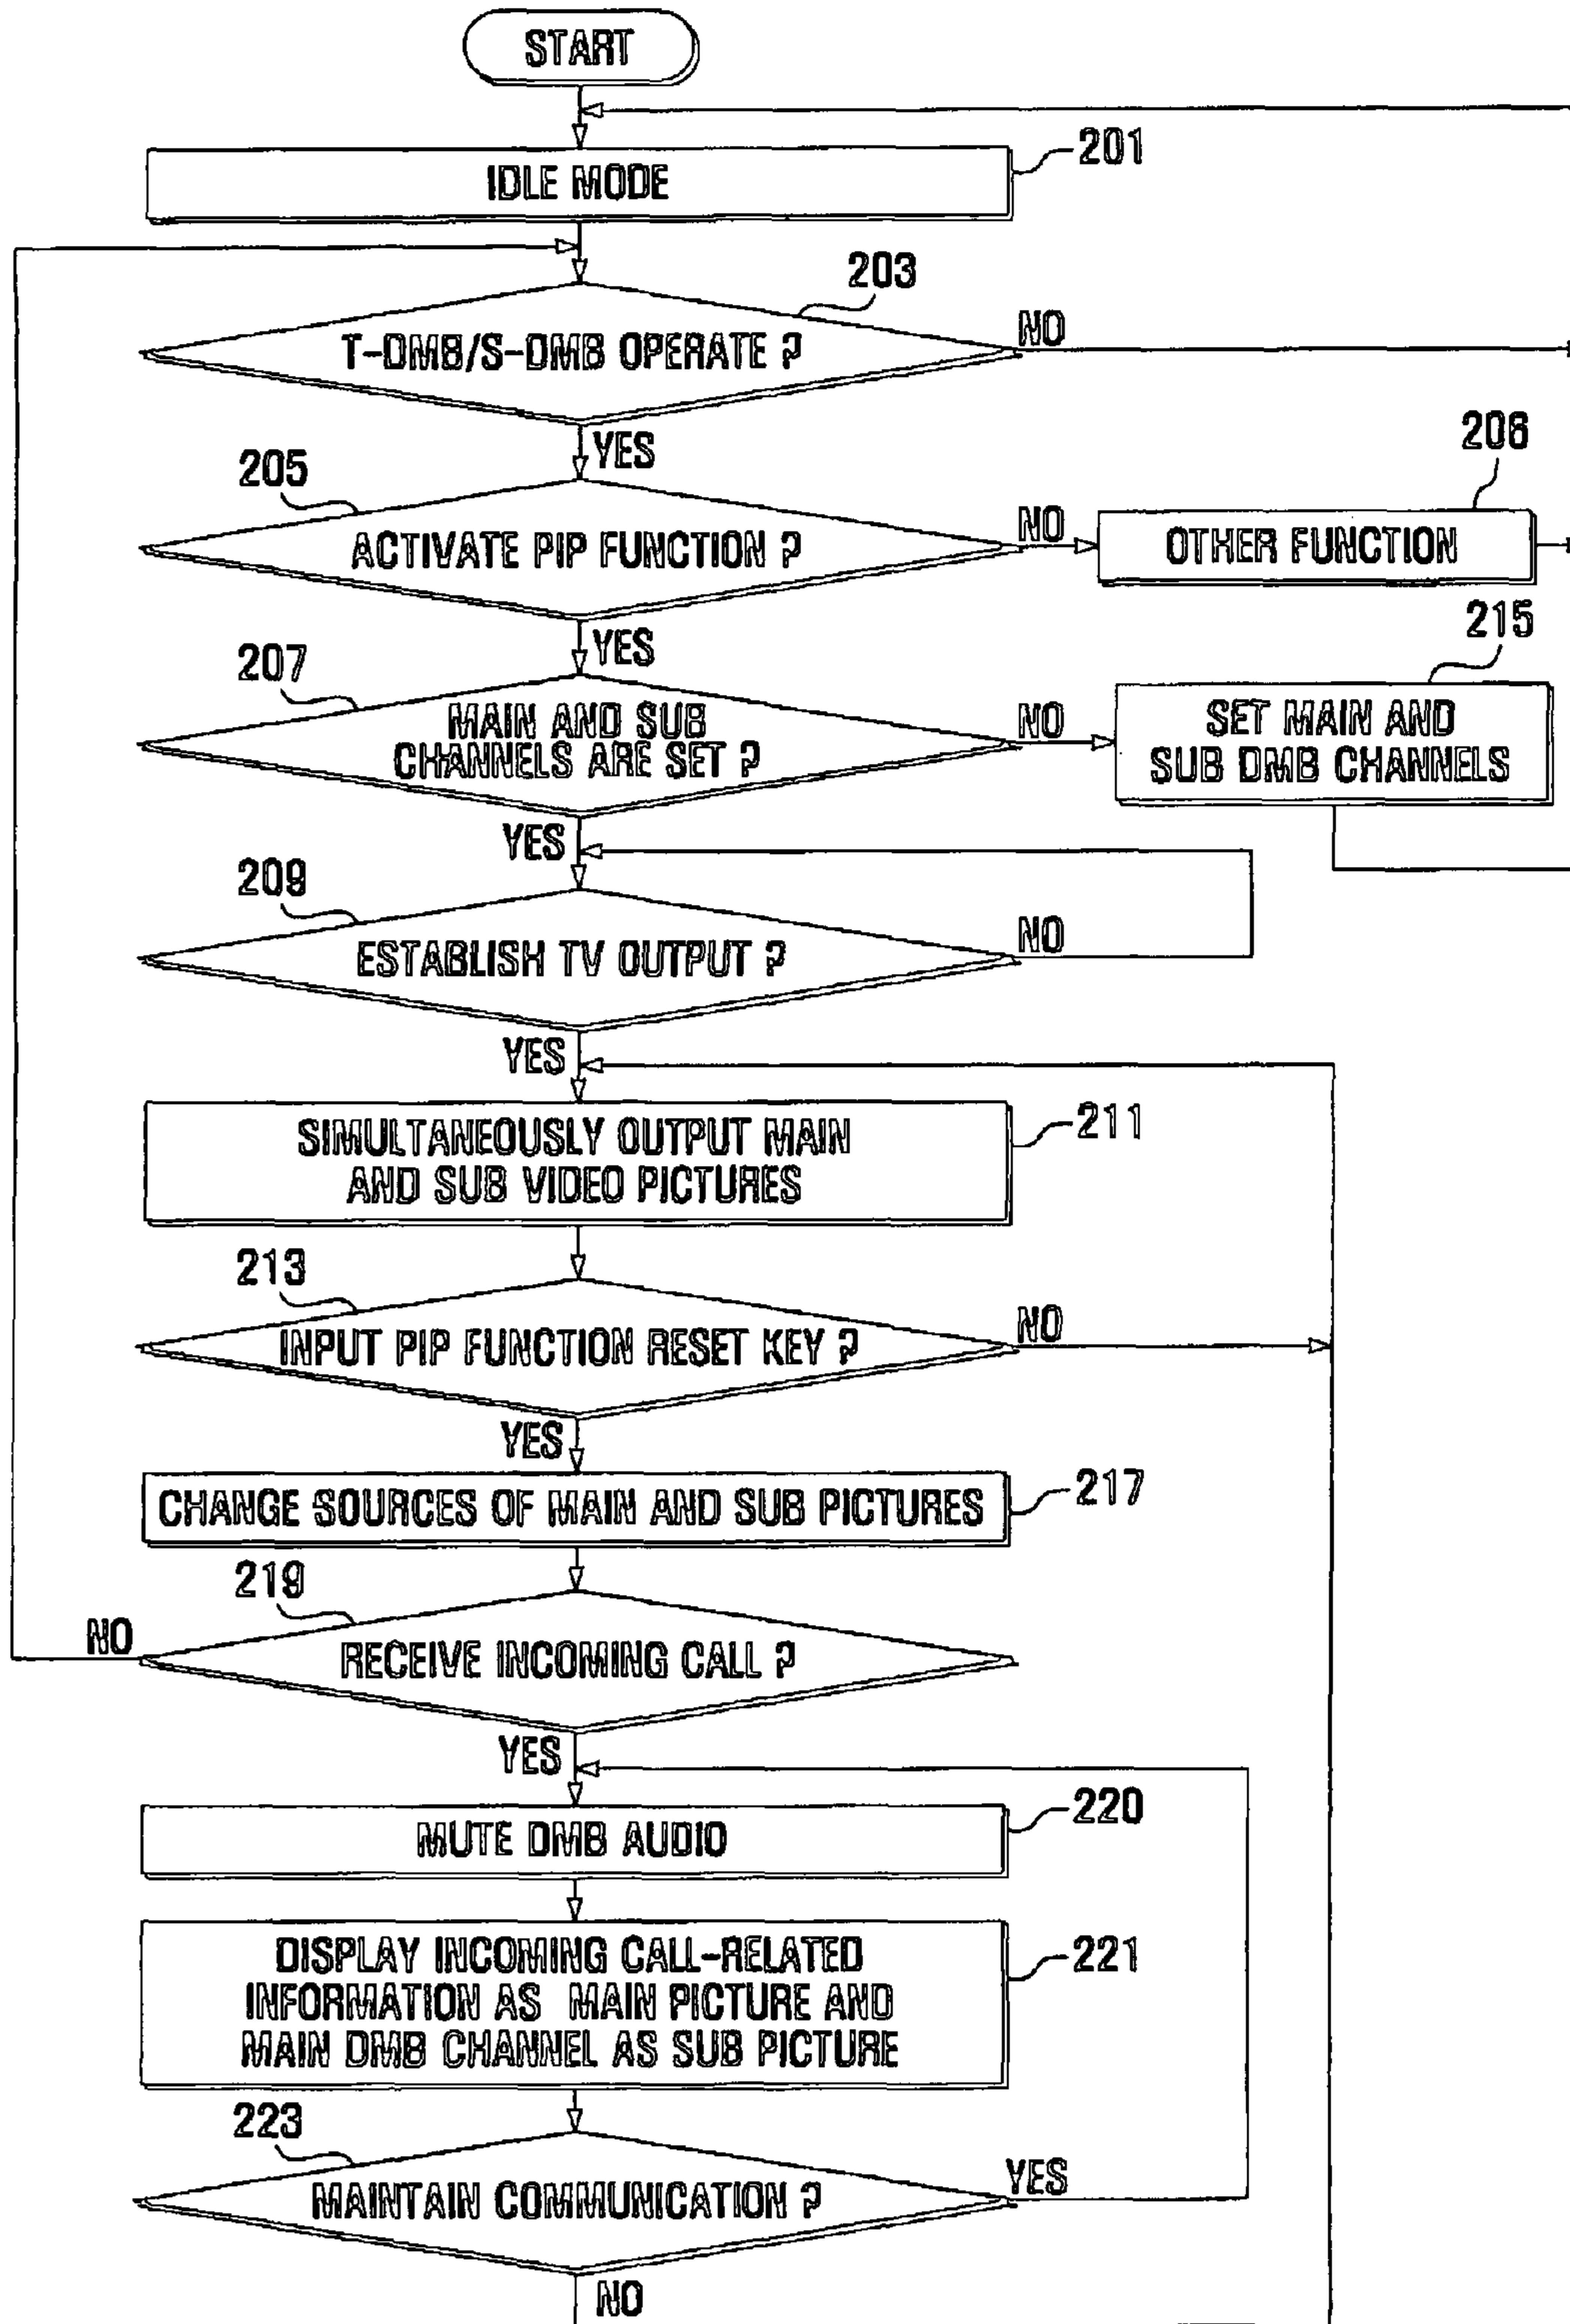 START
201
IDLE MODE
203
T-DMB/S-DMB OPERATE ?
NO
YES
205
206
ACTIVATE PIP FUNCTION ?
NO
OTHER FUNCTION
YES
207
215
MAIN AND SUB
CHANNELS ARE SET ?
NO
SET MAIN AND
SUB DMB CHANNELS
YES
209
ESTABLISH TV OUTPUT ?
NO
YES
211
SIMULTANEOUSLY OUTPUT MAIN
AND SUB VIDEO PICTURES
213
INPUT PIP FUNCTION RESET KEY ?
NO
YES
217
CHANGE SOURCES OF MAIN AND SUB PICTURES
219
NO
RECEIVE INCOMING CALL ?
YES
220
MUTE DMB AUDIO
221
DISPLAY INCOMING CALL-RELATED
INFORMATION AS MAIN PICTURE AND
MAIN DMB CHANNEL AS SUB PICTURE
223
MAINTAIN COMMUNICATION ?
YES
NO